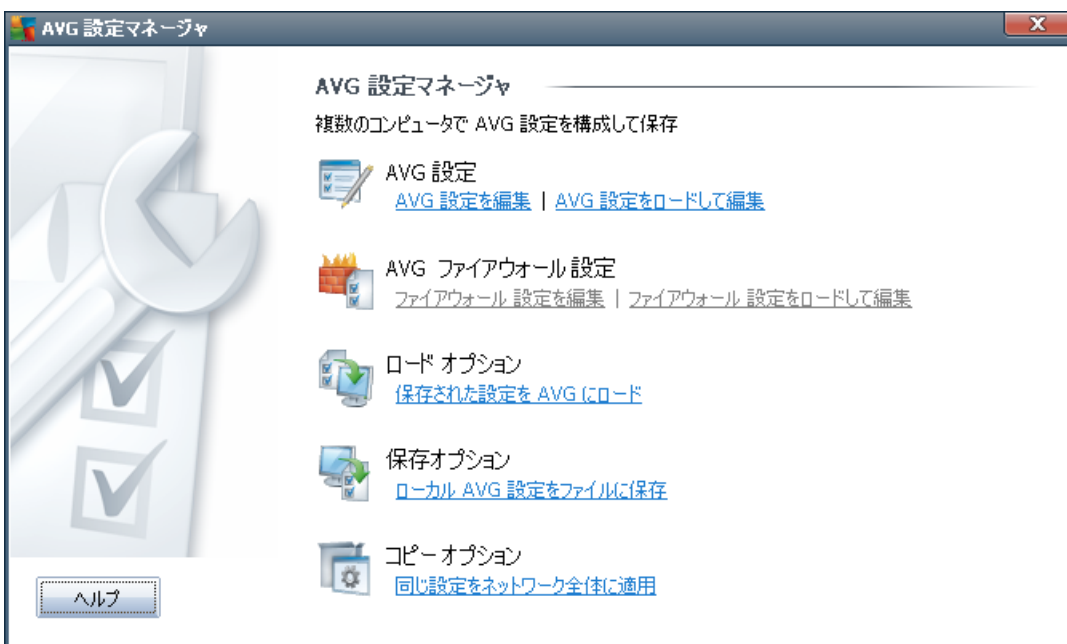 AVG 設定マネージャ
AVG 設定マネージャ
複数のコンピュータで AVG 設定を構成して保存
AVG 設定
AVG 設定を編集 | AVG 設定をロードして編集
AVG ファイアウォール 設定
ファイアウォール 設定を編集 | ファイアウォール 設定をロードして編集
ロード オプション
保存された設定を AVG にロード
保存オプション
ローカル AVG 設定をファイルに保存
コピー オプション
同じ設定をネットワーク全体に適用
ヘルプ